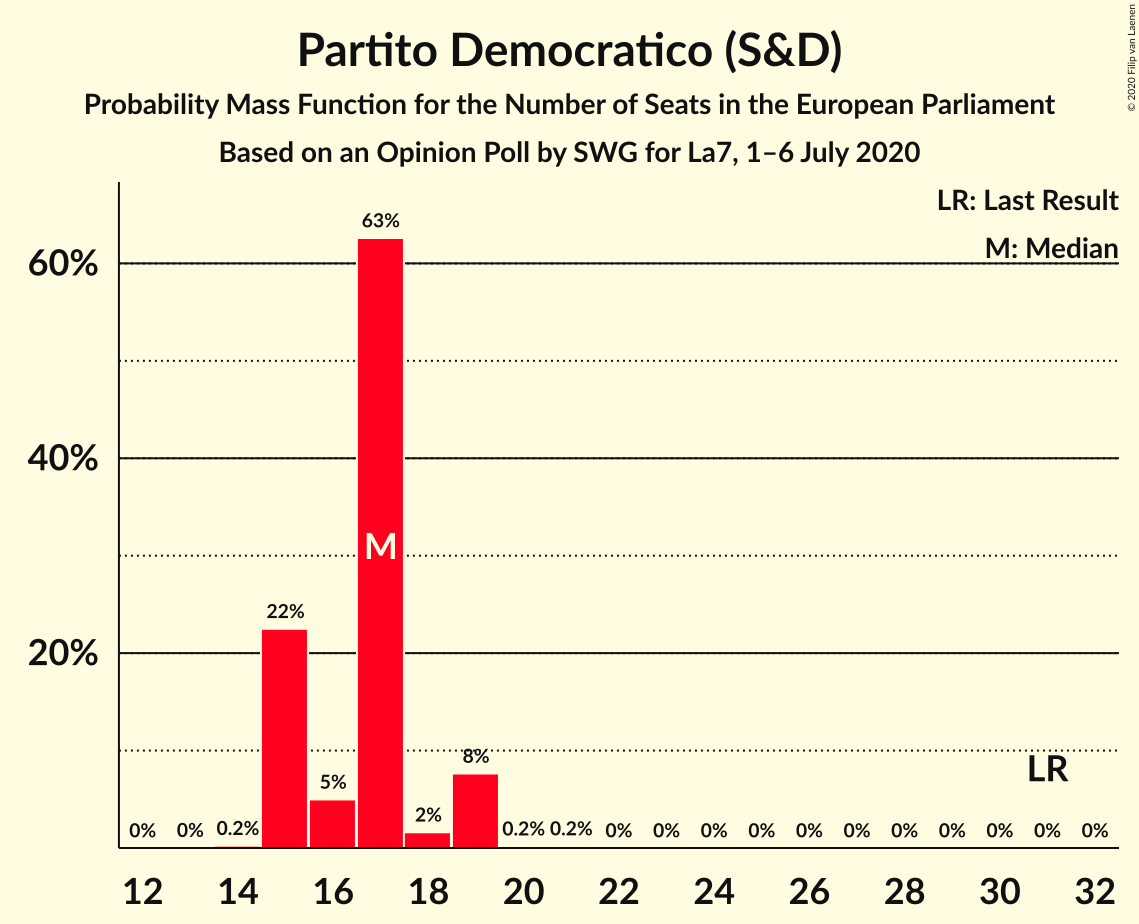 Partito Democratico (S&D)
Probability Mass Function for the Number of Seats in the European Parliament
Based on an Opinion Poll by SWG for La7, 1–6 July 2020
© 2020 Filip van Laenen
LR: Last Result
M: Median
60%
40%
20%
0% 0% 0.2% 22% 5% 63% 2% 8% 0.2% 0.2% 0% 0% 0% 0% 0% 0% 0% 0% 0% 0% 0%
M
LR
12 14 16 18 20 22 24 26 28 30 32